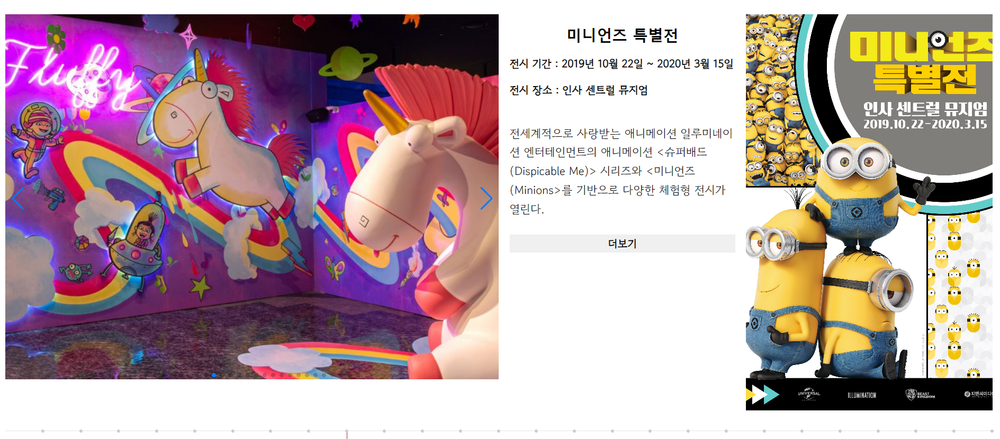 Fluffy
미니언즈 특별전
전시 기간 : 2019년 10월 22일 ~ 2020년 3월 15일
전시 장소 : 인사 센트럴 뮤지엄
전세계적으로 사랑받는 애니메이션 일루미네이
션 엔터테인먼트의 애니메이션 <슈퍼배드
(Dispicable Me)> 시리즈와 <미니언즈
(Minions>를 기반으로 다양한 체험형 전시가
열린다.
더보기
미니언즈
특별전
인사 센트럴 뮤지엄
2019.10.22-2020.3.15
UNIVERSAL
ILLUMINATION
BEAST
KINGDOM
지엔씨미디어